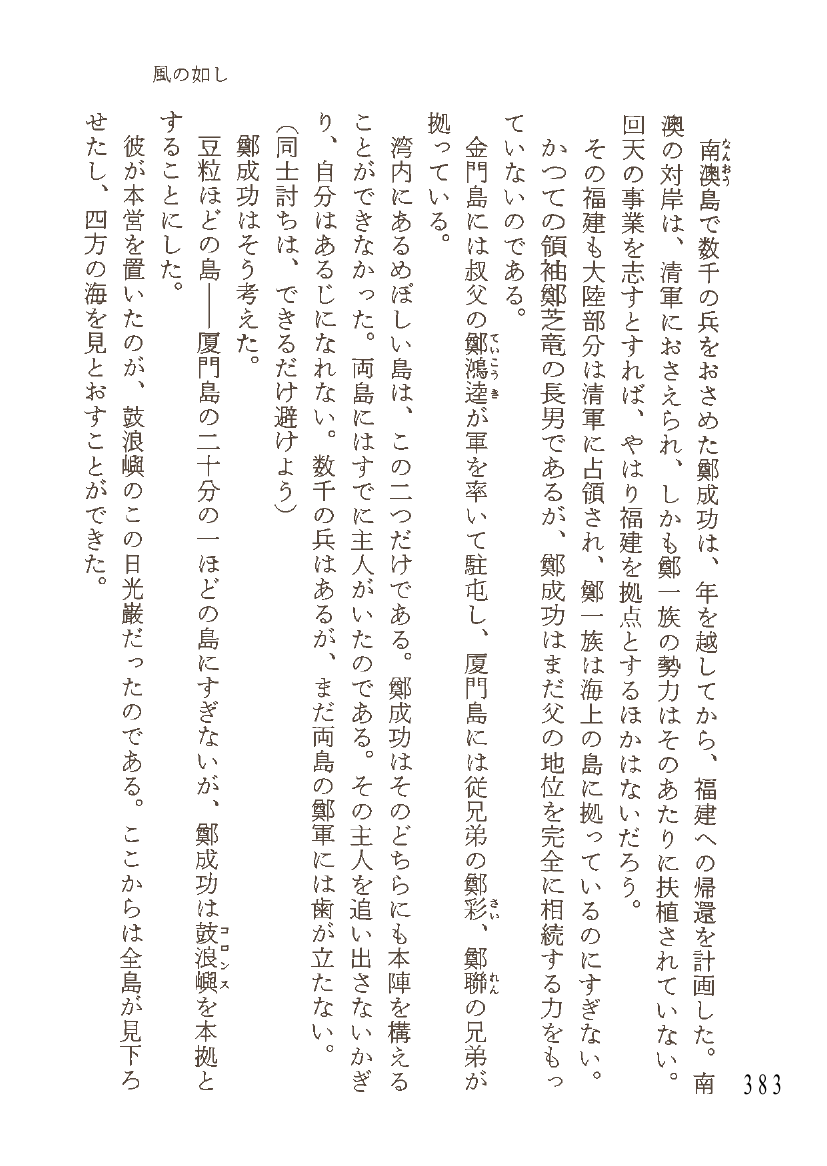 風の如し
南澳島で数千の兵をおさめた鄭成功は、年を越してから、福建への帰還を計画した。南
澳の対岸は、清軍におさえられ、しかも鄭一族の勢力はそのあたりに扶植されていない。
回天の事業を志すとすれば、やはり福建を拠点とするほかはないだろう。
その福建も大陸部分は清軍に占領され、鄭一族は海上の島に拠っているのにすぎない。
かつての領袖鄭芝竜の長男であるが、鄭成功はまだ父の地位を完全に相続する力をもっ
ていないのである。
金門島には叔父の鄭鴻逵が軍を率いて駐屯し、厦門島には従兄弟の鄭彩、鄭聯の兄弟が
拠っている。
湾内にあるめぼしい島は、この二つだけである。鄭成功はそのどちらにも本陣を構える
ことができなかった。両島にはすでに主人がいたのである。その主人を追い出さないかぎ
り、自分はあるじになれない。数千の兵はあるが、まだ両島の鄭軍には歯が立たない。
（同士討ちは、できるだけ避けよう）
鄭成功はそう考えた。
豆粒ほどの島――厦門島の二十分の一ほどの島にすぎないが、鄭成功は鼓浪嶼を本拠と
することにした。
彼が本営を置いたのが、鼓浪嶼のこの日光巌だったのである。ここからは全島が見下ろ
せたし、四方の海を見とおすことができた。
383